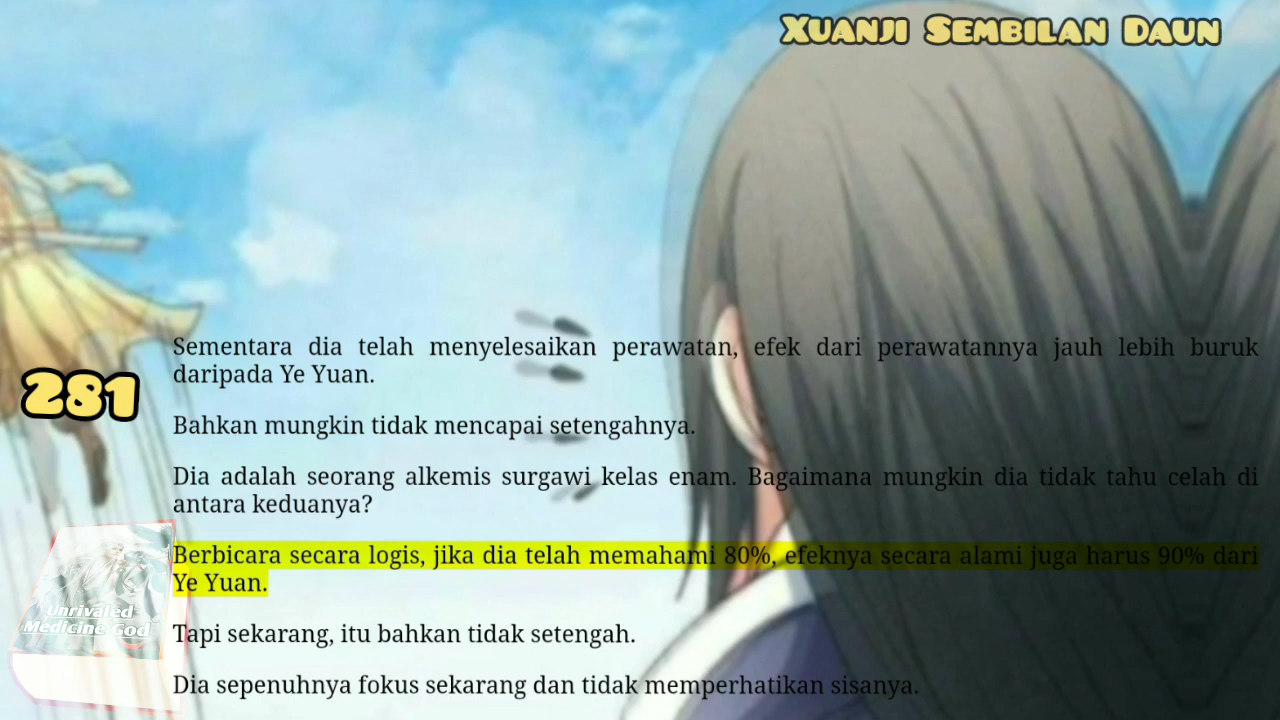 Xuanji Sembilan Daun
Sementara dia telah menyelesaikan perawatan, efek dari perawatannya jauh lebih buruk
daripada Ye Yuan.
281
Bahkan mungkin tidak mencapai setengahnya.
Dia adalah seorang alkemis surgawi kelas enam. Bagaimana mungkin dia tidak tahu celah di
antara keduanya?
Berbicara secara logis, jika dia telah memahami 80%, efeknya secara alami juga harus 90% dari
Ye Yuan.
Unrivaled
Medicine God
Tapi sekarang, itu bahkan tidak setengah.
Dia sepenuhnya fokus sekarang dan tidak memperhatikan sisanya.